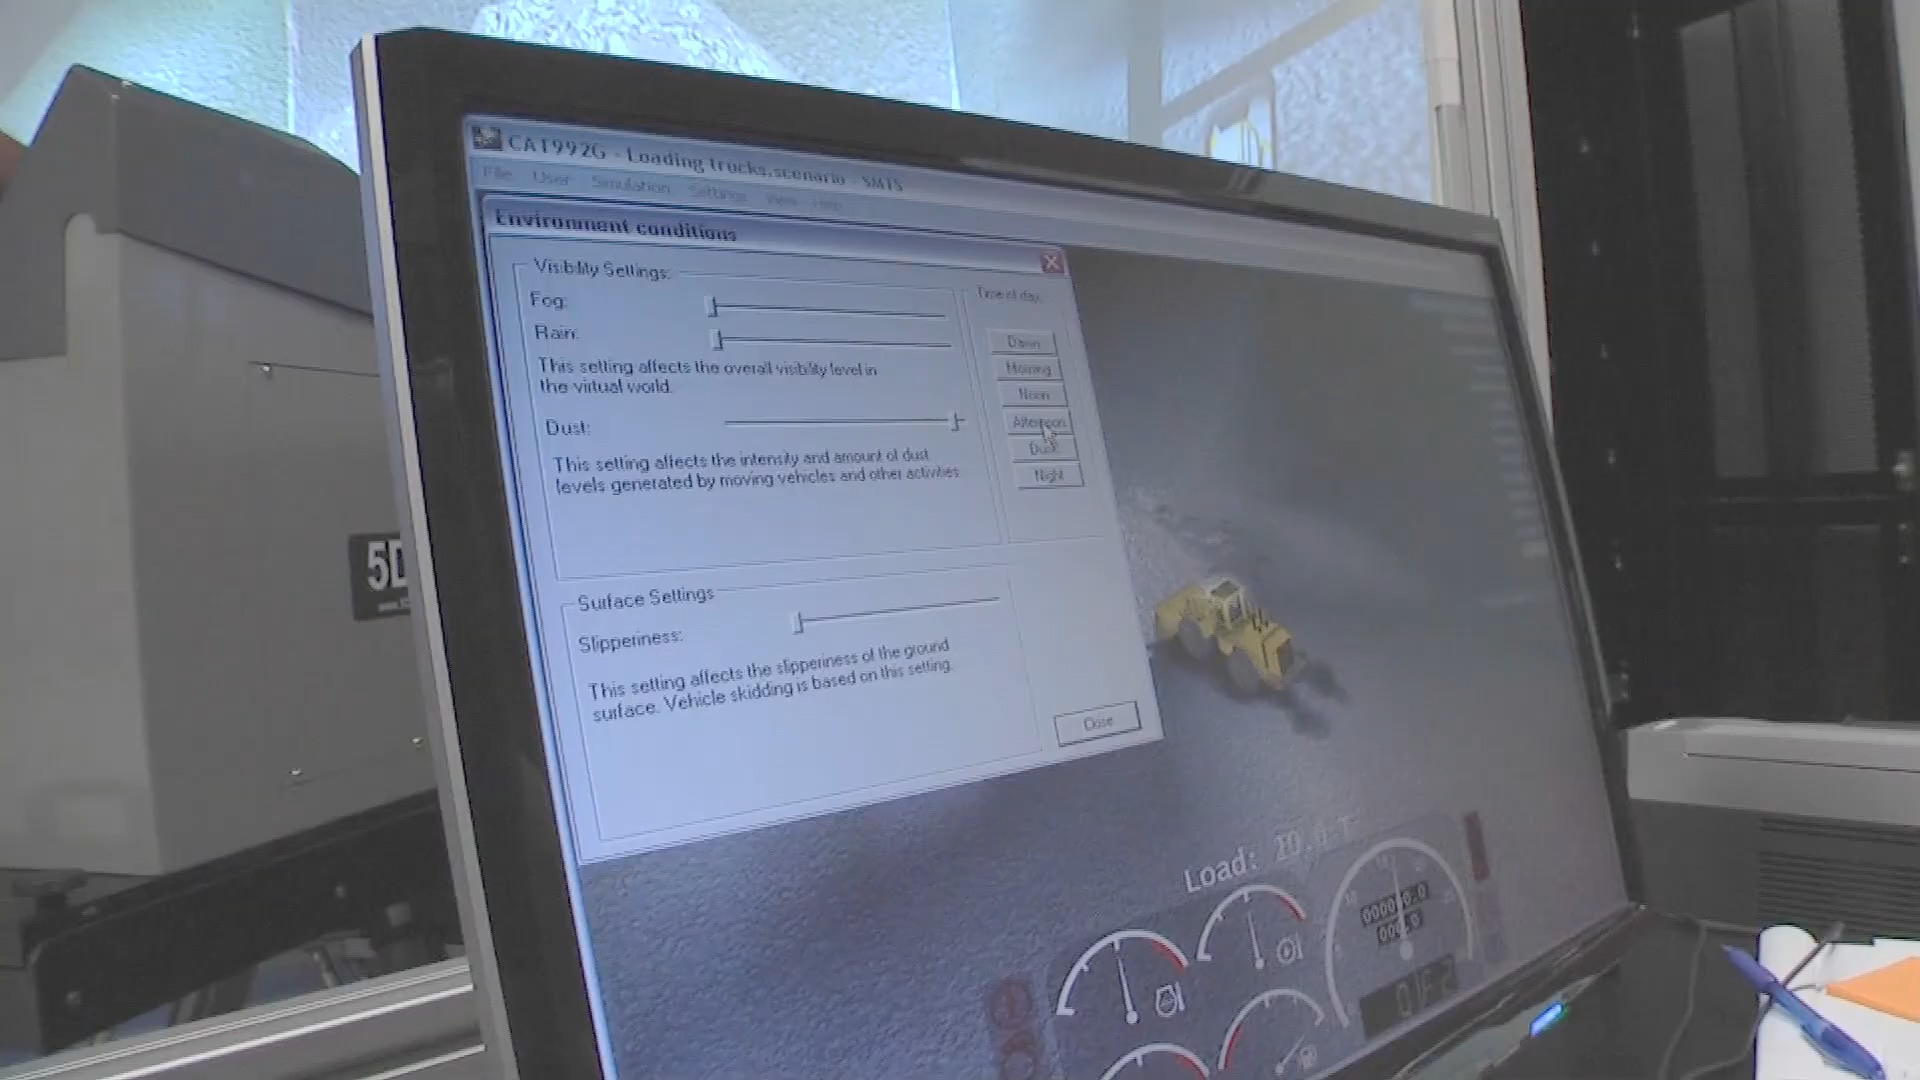 CAT992G - Loading trucks.scenario - SMTS
File User Simulation Settings View Help
Environment conditions
Visibility Settings:
Time of day:
Fog:
Rain:
This setting affects the overall visibility level in
the virtual world.
Dust:
This setting affects the intensity and amount of dust
levels generated by moving vehicles and other activities
Dawn
Morning
Noon
Afternoon
Dusk
Night
Surface Settings
Slipperiness:
This setting affects the slipperiness of the ground
surface. Vehicle skidding is based on this setting.
Close
5D
Load: